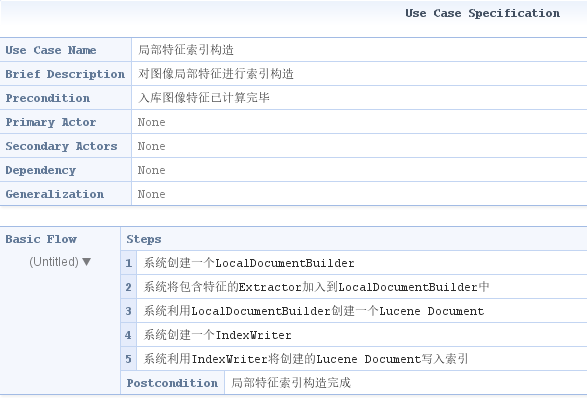 Use Case Specification
Use Case Name 局部特征索引构造
Brief Description 对图像局部特征进行索引构造
Precondition 入库图像特征已计算完毕
Primary Actor None
Secondary Actors None
Dependency None
Generalization None
Basic Flow Steps
(Untitled) ▼ 1 系统创建一个LocalDocumentBuilder
2 系统将包含特征的Extractor加入到LocalDocumentBuilder中
3 系统利用LocalDocumentBuilder创建一个Lucene Document
4 系统创建一个IndexWriter
5 系统利用IndexWriter将创建的Lucene Document写入索引
Postcondition 局部特征索引构造完成